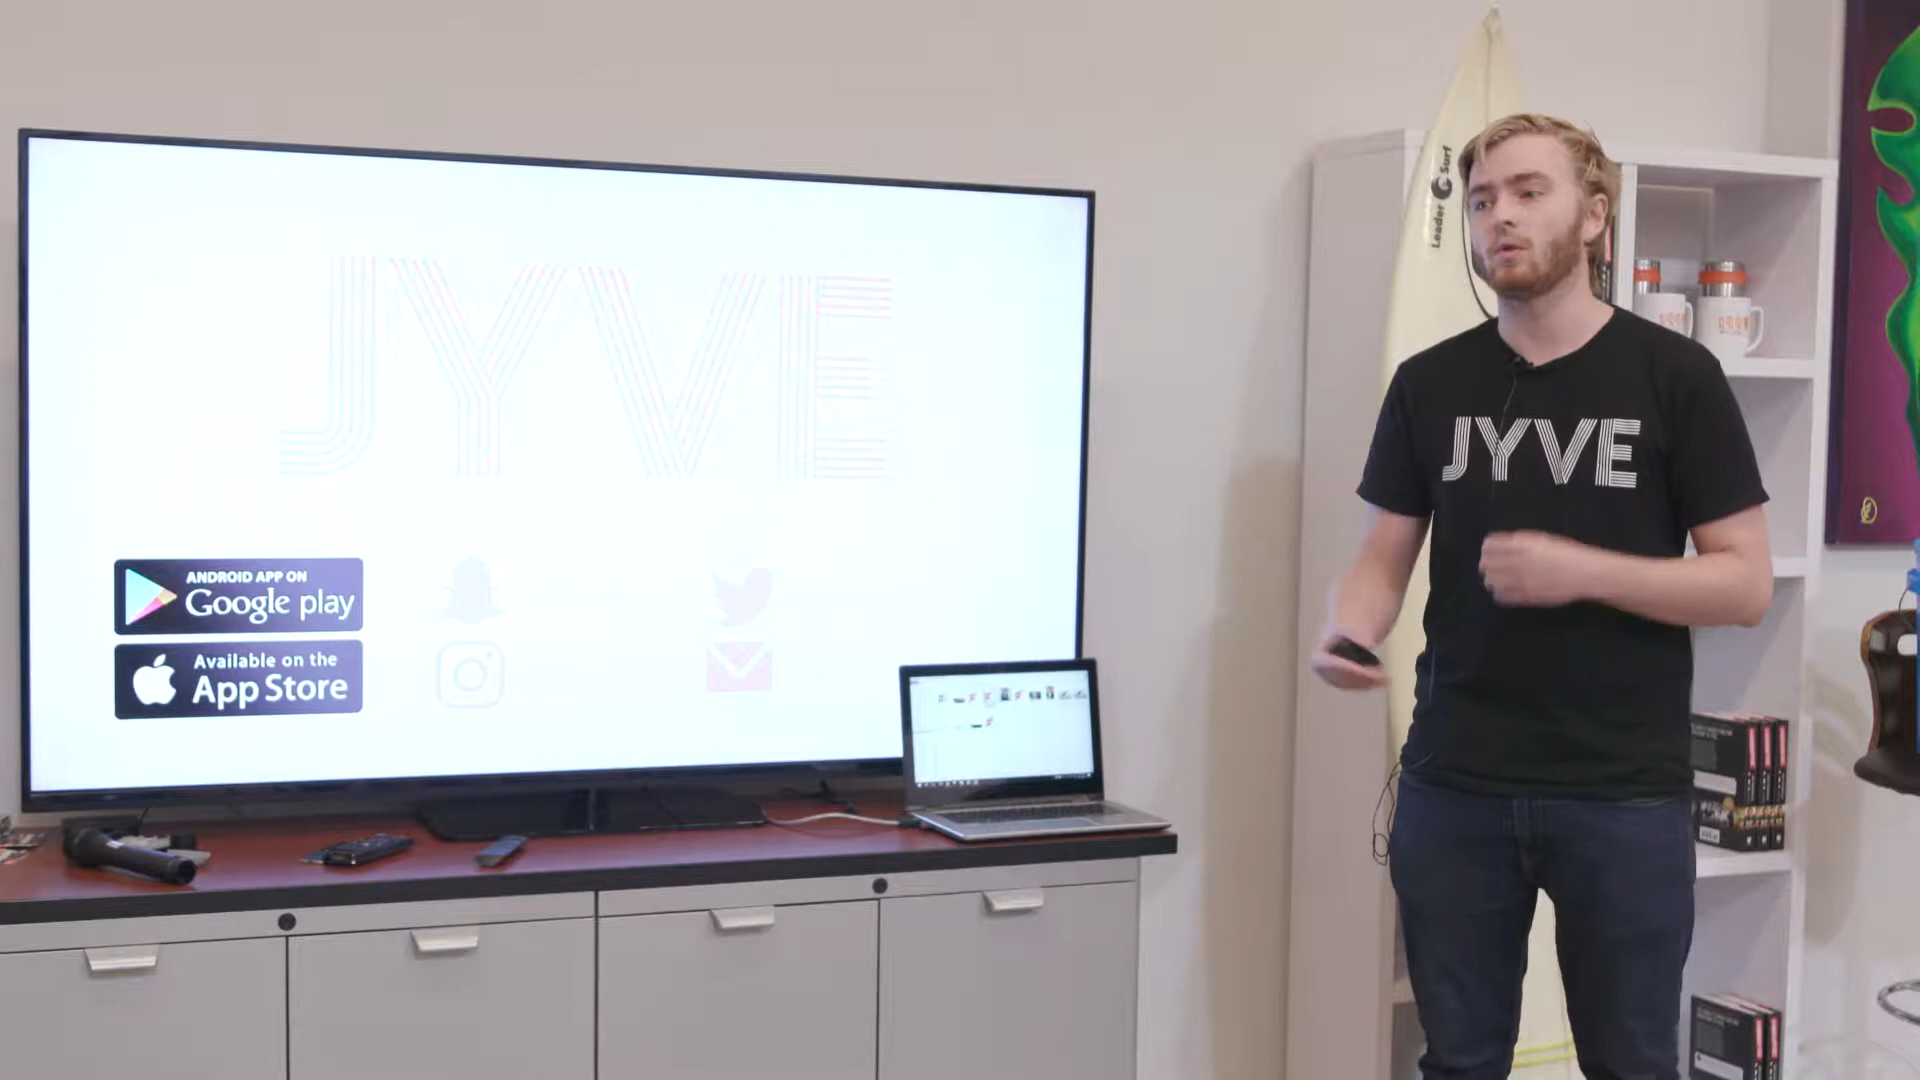 JYVE
ANDROID APP ON
Google play
Available on the
App Store
Leader Surf
JYVE